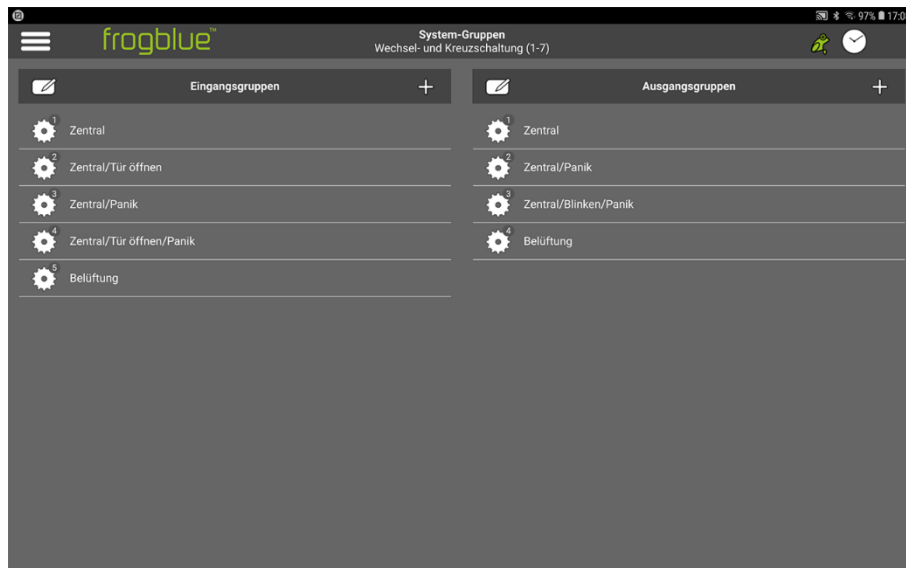 97% 17:0
frogblue™
System-Gruppen
Wechsel- und Kreuzschaltung (1-7)
Eingangsgruppen
1 Zentral
2 Zentral/Tür öffnen
3 Zentral/Panik
4 Zentral/Tür öffnen/Panik
5 Belüftung
Ausgangsgruppen
1 Zentral
2 Zentral/Panik
3 Zentral/Blinken/Panik
4 Belüftung